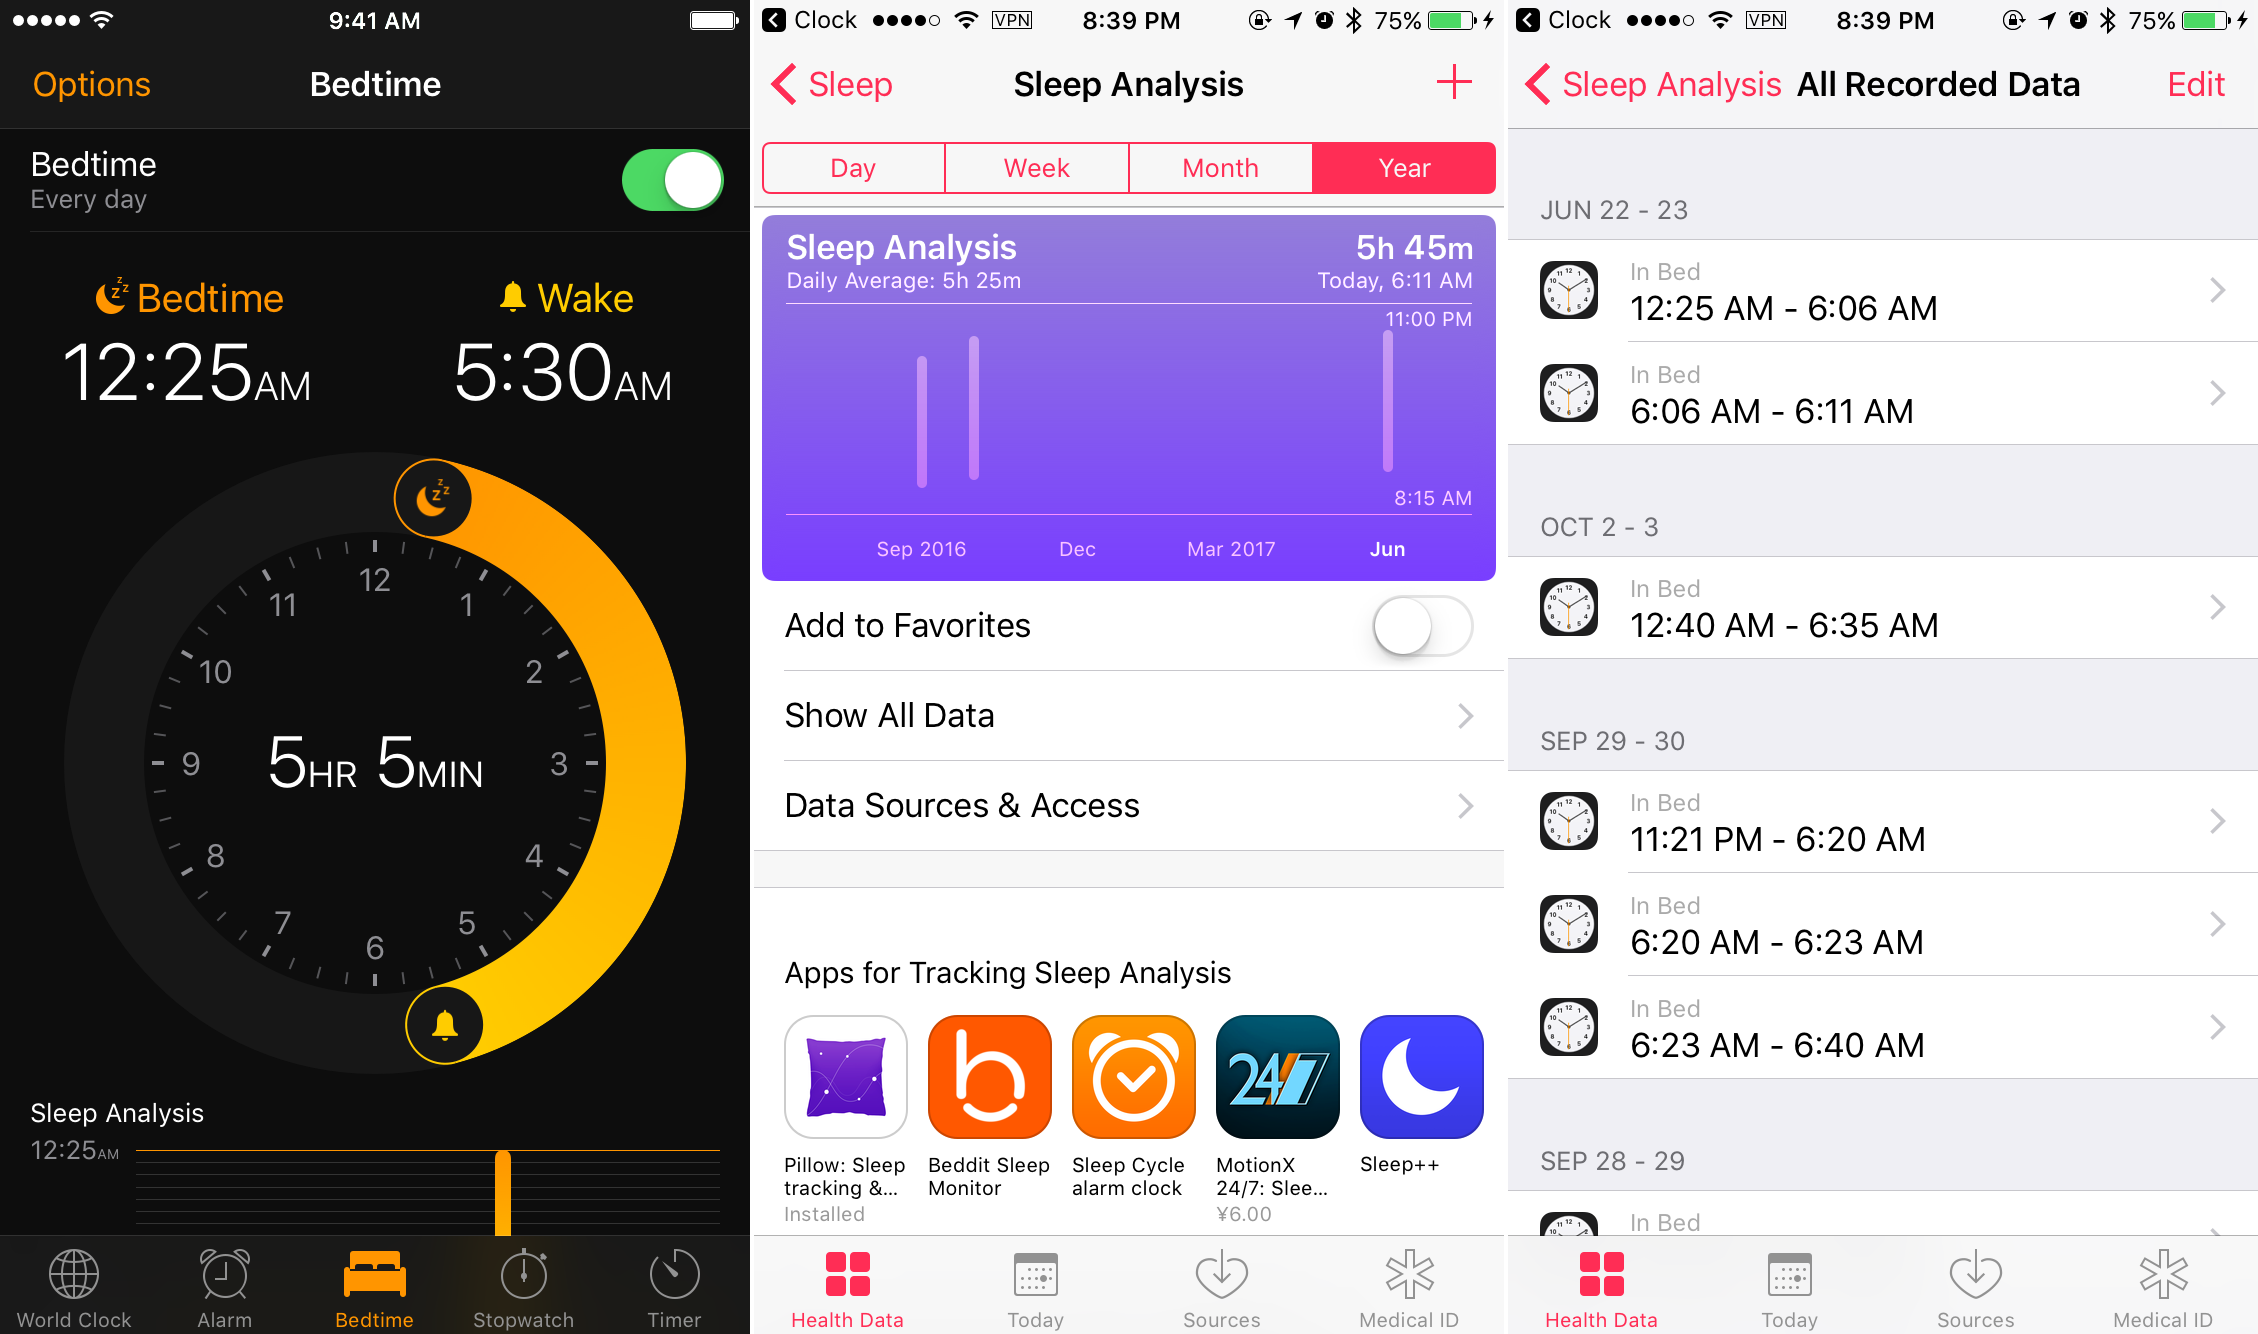 9:41 AM
Options
Bedtime
Bedtime
Every day
Bedtime
Wake
12:25AM
5:30AM
12
1
2
3
4
5
6
7
8
9
10
11
5HR 5MIN
Sleep Analysis
12:25AM
World Clock
Alarm
Bedtime
Stopwatch
Timer
Clock
VPN
8:39 PM
75%
Sleep
Sleep Analysis
Day
Week
Month
Year
Sleep Analysis
5h 45m
Daily Average: 5h 25m
Today, 6:11 AM
11:00 PM
8:15 AM
Sep 2016
Dec
Mar 2017
Jun
Add to Favorites
Show All Data
Data Sources & Access
Apps for Tracking Sleep Analysis
24/7
Pillow: Sleep
tracking &...
Installed
Beddit Sleep
Monitor
Sleep Cycle
alarm clock
MotionX
24/7: Slee...
¥6.00
Sleep++
Health Data
Today
Sources
Medical ID
Clock
VPN
8:39 PM
75%
Sleep Analysis
All Recorded Data
Edit
JUN 22 - 23
In Bed
12:25 AM - 6:06 AM
In Bed
6:06 AM - 6:11 AM
OCT 2 - 3
In Bed
12:40 AM - 6:35 AM
SEP 29 - 30
In Bed
11:21 PM - 6:20 AM
In Bed
6:20 AM - 6:23 AM
In Bed
6:23 AM - 6:40 AM
SEP 28 - 29
In Bed
Health Data
Today
Sources
Medical ID